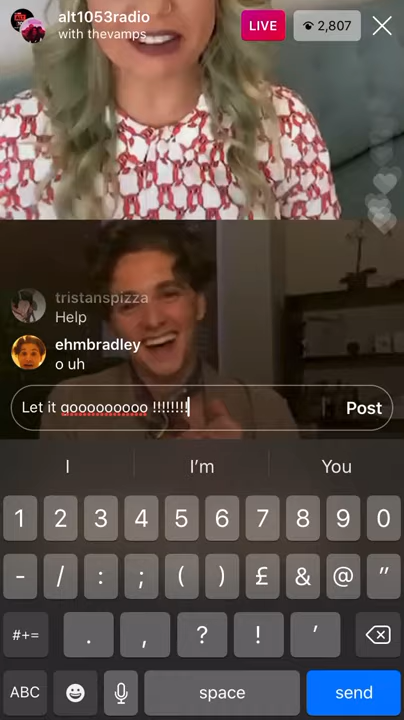 alt1053radio
with thevamps
LIVE
2,807
tristanspizza
Help
ehmbradley
o uh
Let it goooooooooo !!!!!!!!
Post
I
I'm
You
1 2 3 4 5 6 7 8 9 0
- / : ; ( ) £ & @ "
#+= . , ? ! '
ABC
space
send